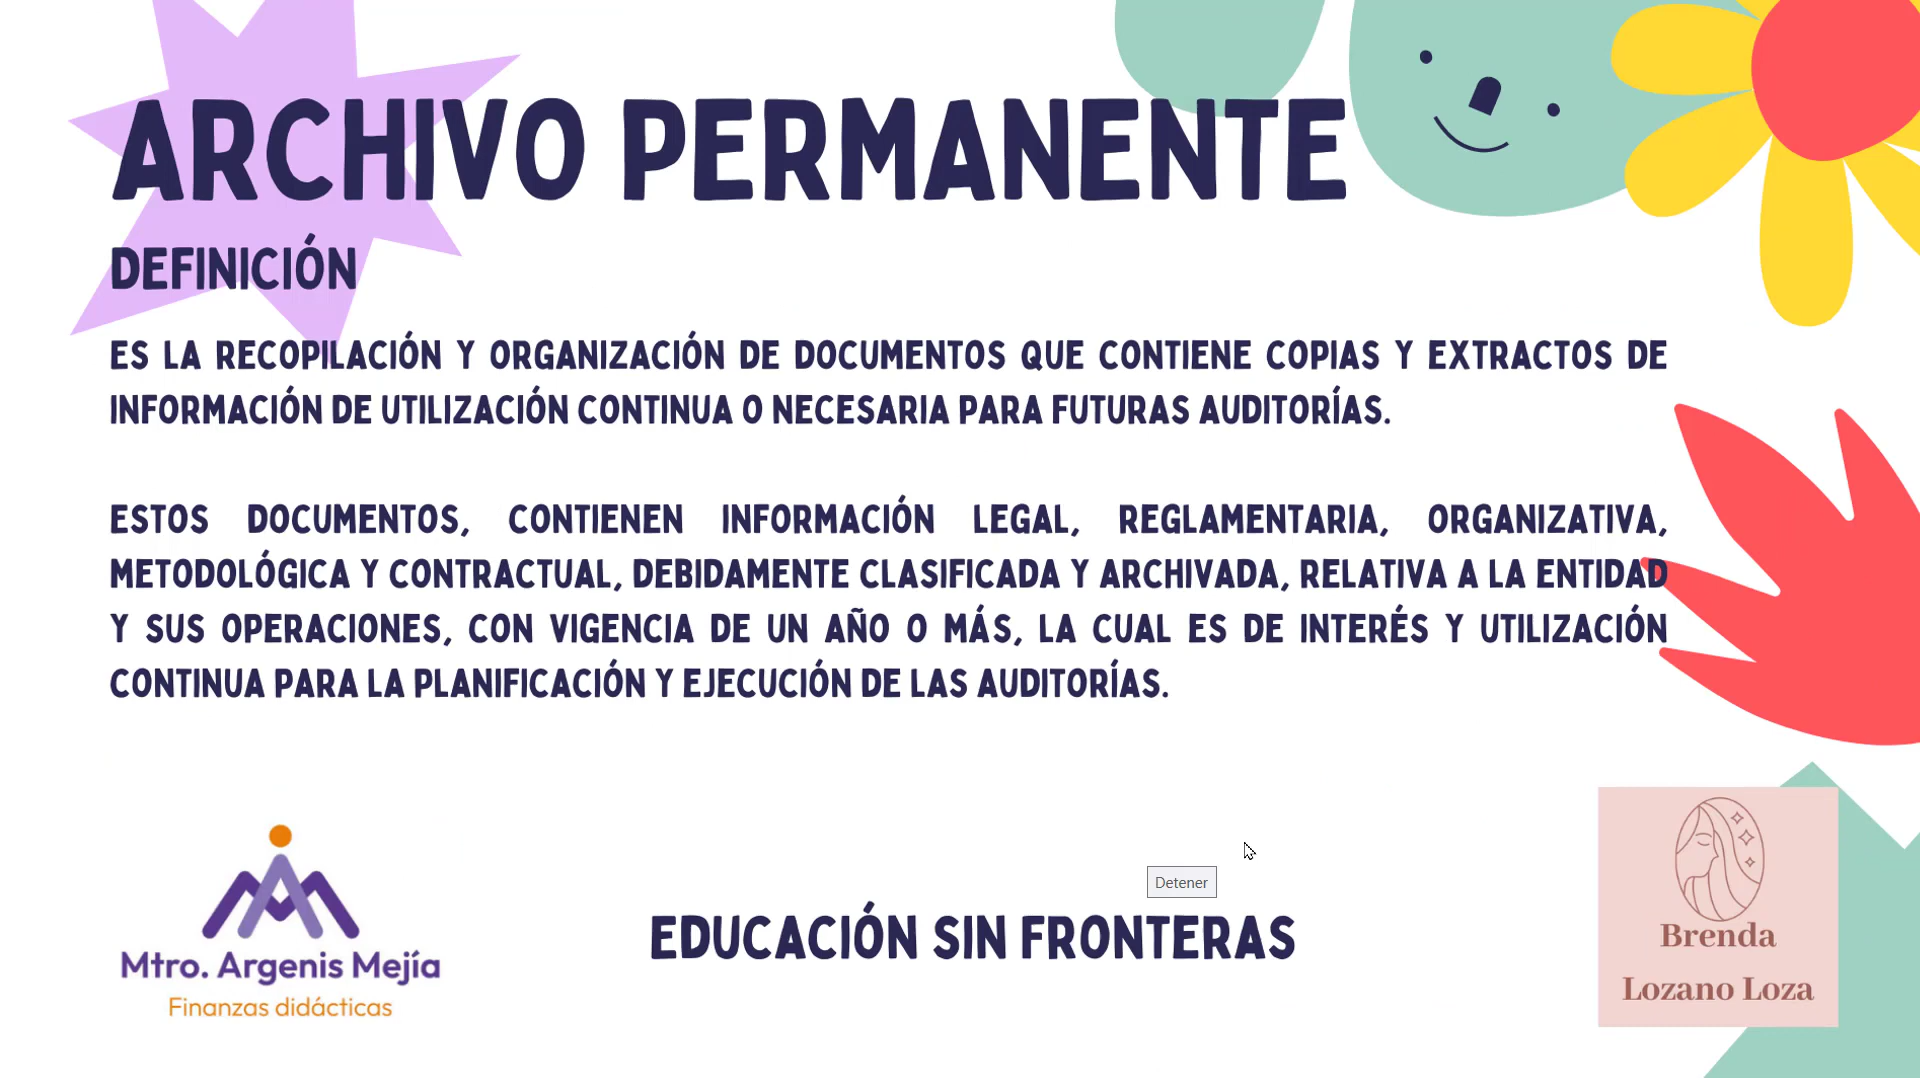 ARCHIVO PERMANENTE
DEFINICIÓN
ES LA RECOPILACIÓN Y ORGANIZACIÓN DE DOCUMENTOS QUE CONTIENE COPIAS Y EXTRACTOS DE
INFORMACIÓN DE UTILIZACIÓN CONTINUA O NECESARIA PARA FUTURAS AUDITORÍAS.
ESTOS DOCUMENTOS, CONTIENEN INFORMACIÓN LEGAL, REGLAMENTARIA, ORGANIZATIVA,
METODOLÓGICA Y CONTRACTUAL, DEBIDAMENTE CLASIFICADA Y ARCHIVADA, RELATIVA A LA ENTIDAD
Y SUS OPERACIONES, CON VIGENCIA DE UN AÑO O MÁS, LA CUAL ES DE INTERÉS Y UTILIZACIÓN
CONTINUA PARA LA PLANIFICACIÓN Y EJECUCIÓN DE LAS AUDITORÍAS.
Mtro. Argenis Mejía
Finanzas didácticas
Detener
EDUCACIÓN SIN FRONTERAS
Brenda
Lozano Loza